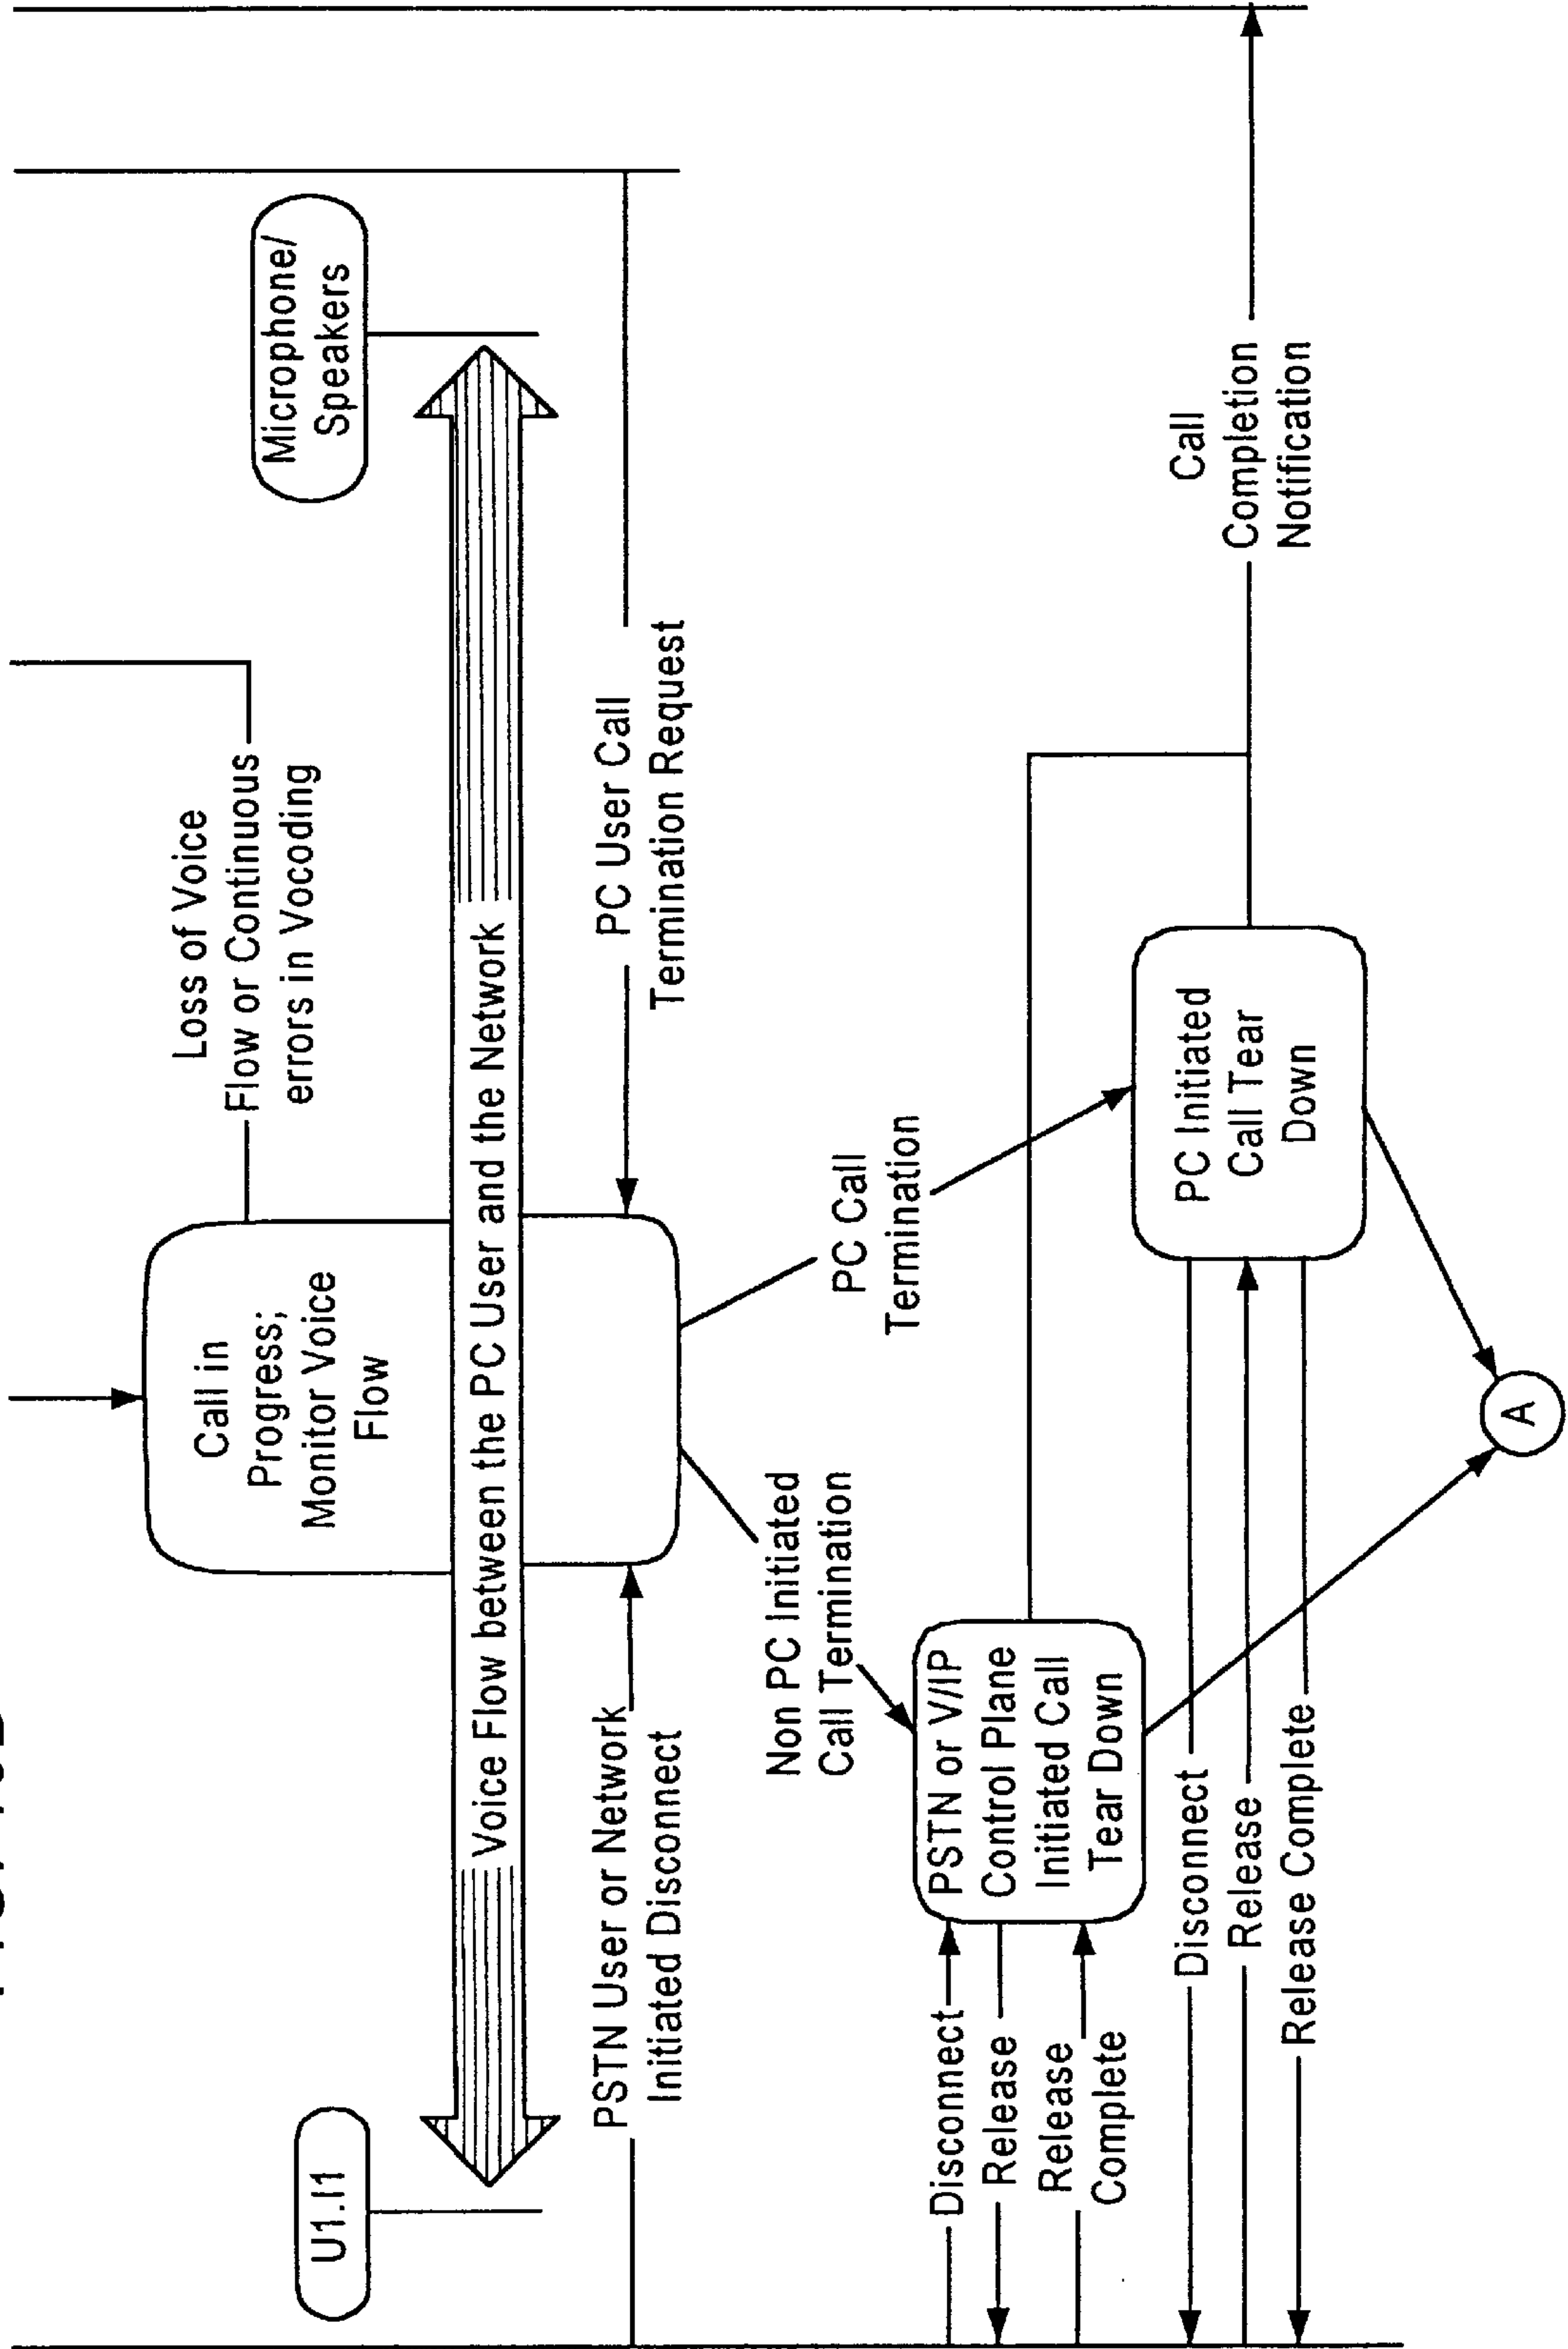 Call in
Progress;
Monitor Voice
Flow
Loss of Voice
Flow or Continuous
errors in Vocoding
U1.I1
Microphone/
Speakers
Voice Flow between the PC User and the Network
PSTN User or Network
Initiated Disconnect
PC User Call
Termination Request
Non PC Initiated
Call Termination
PC Call
Termination
PSTN or V/IP
Control Plane
Initiated Call
Tear Down
Disconnect
Release
Release
Complete
PC Initiated
Call Tear
Down
Call
Completion
Notification
Disconnect
Release
Release Complete
A